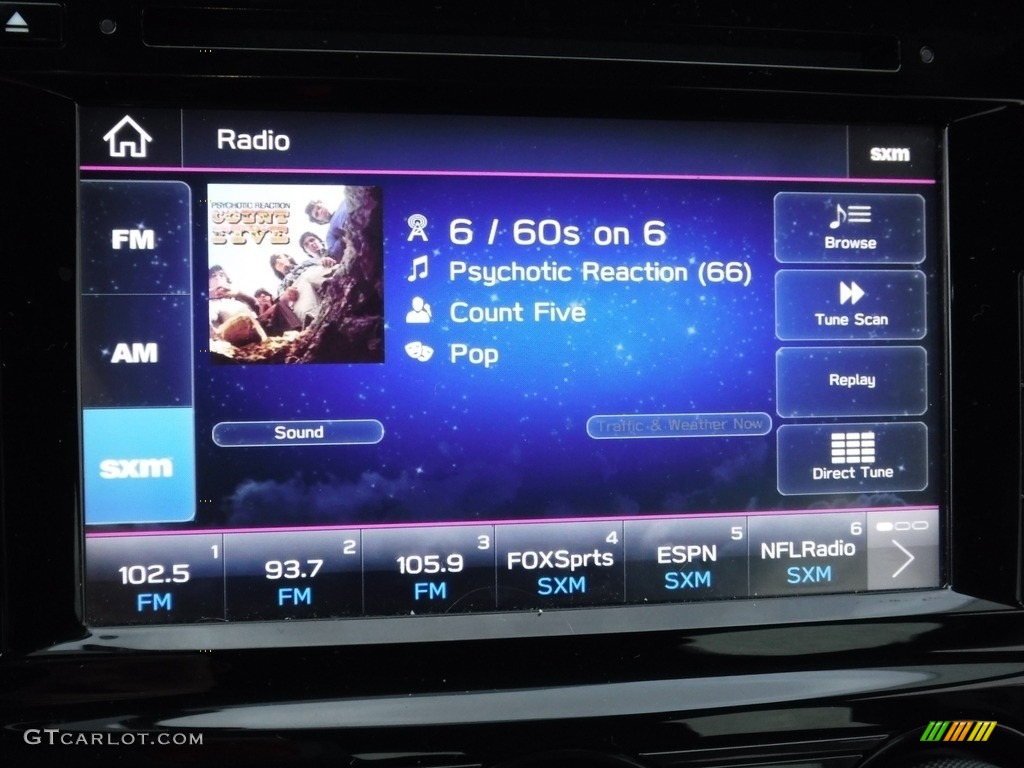 Radio
sxm
FM
AM
sxm
PSYCHOTIC REACTION
COUNT
FIVE
6 / 60s on 6
Psychotic Reaction (66)
Count Five
Pop
Sound
Traffic & Weather Now
Browse
Tune Scan
Replay
Direct Tune
1
102.5
FM
2
93.7
FM
3
105.9
FM
4
FOXSprts
SXM
5
ESPN
SXM
6
NFLRadio
SXM
GTCARLOT.COM